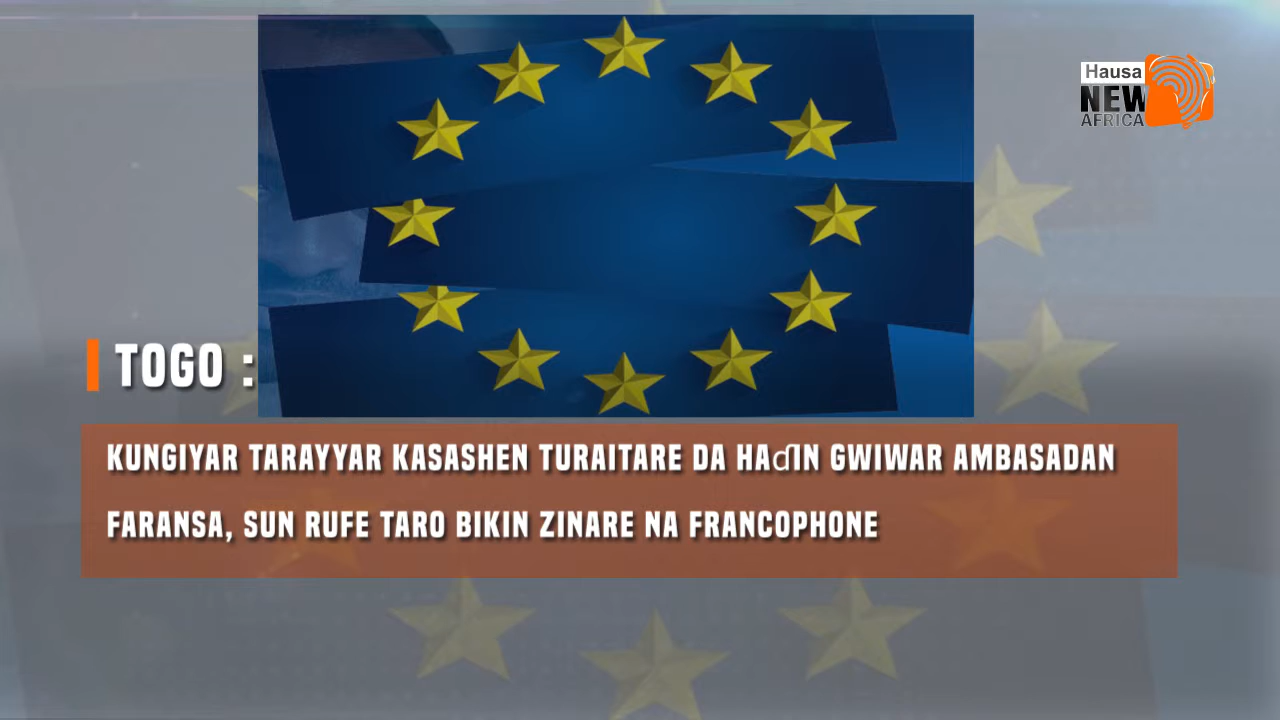 Hausa
NEW
AFRICA
TOGO :
KUNGIYAR TARAYYAR KASASHEN TURAITARE DA HAɗIN GWIWAR AMBASADAN
FARANSA, SUN RUFE TARO BIKIN ZINARE NA FRANCOPHONE